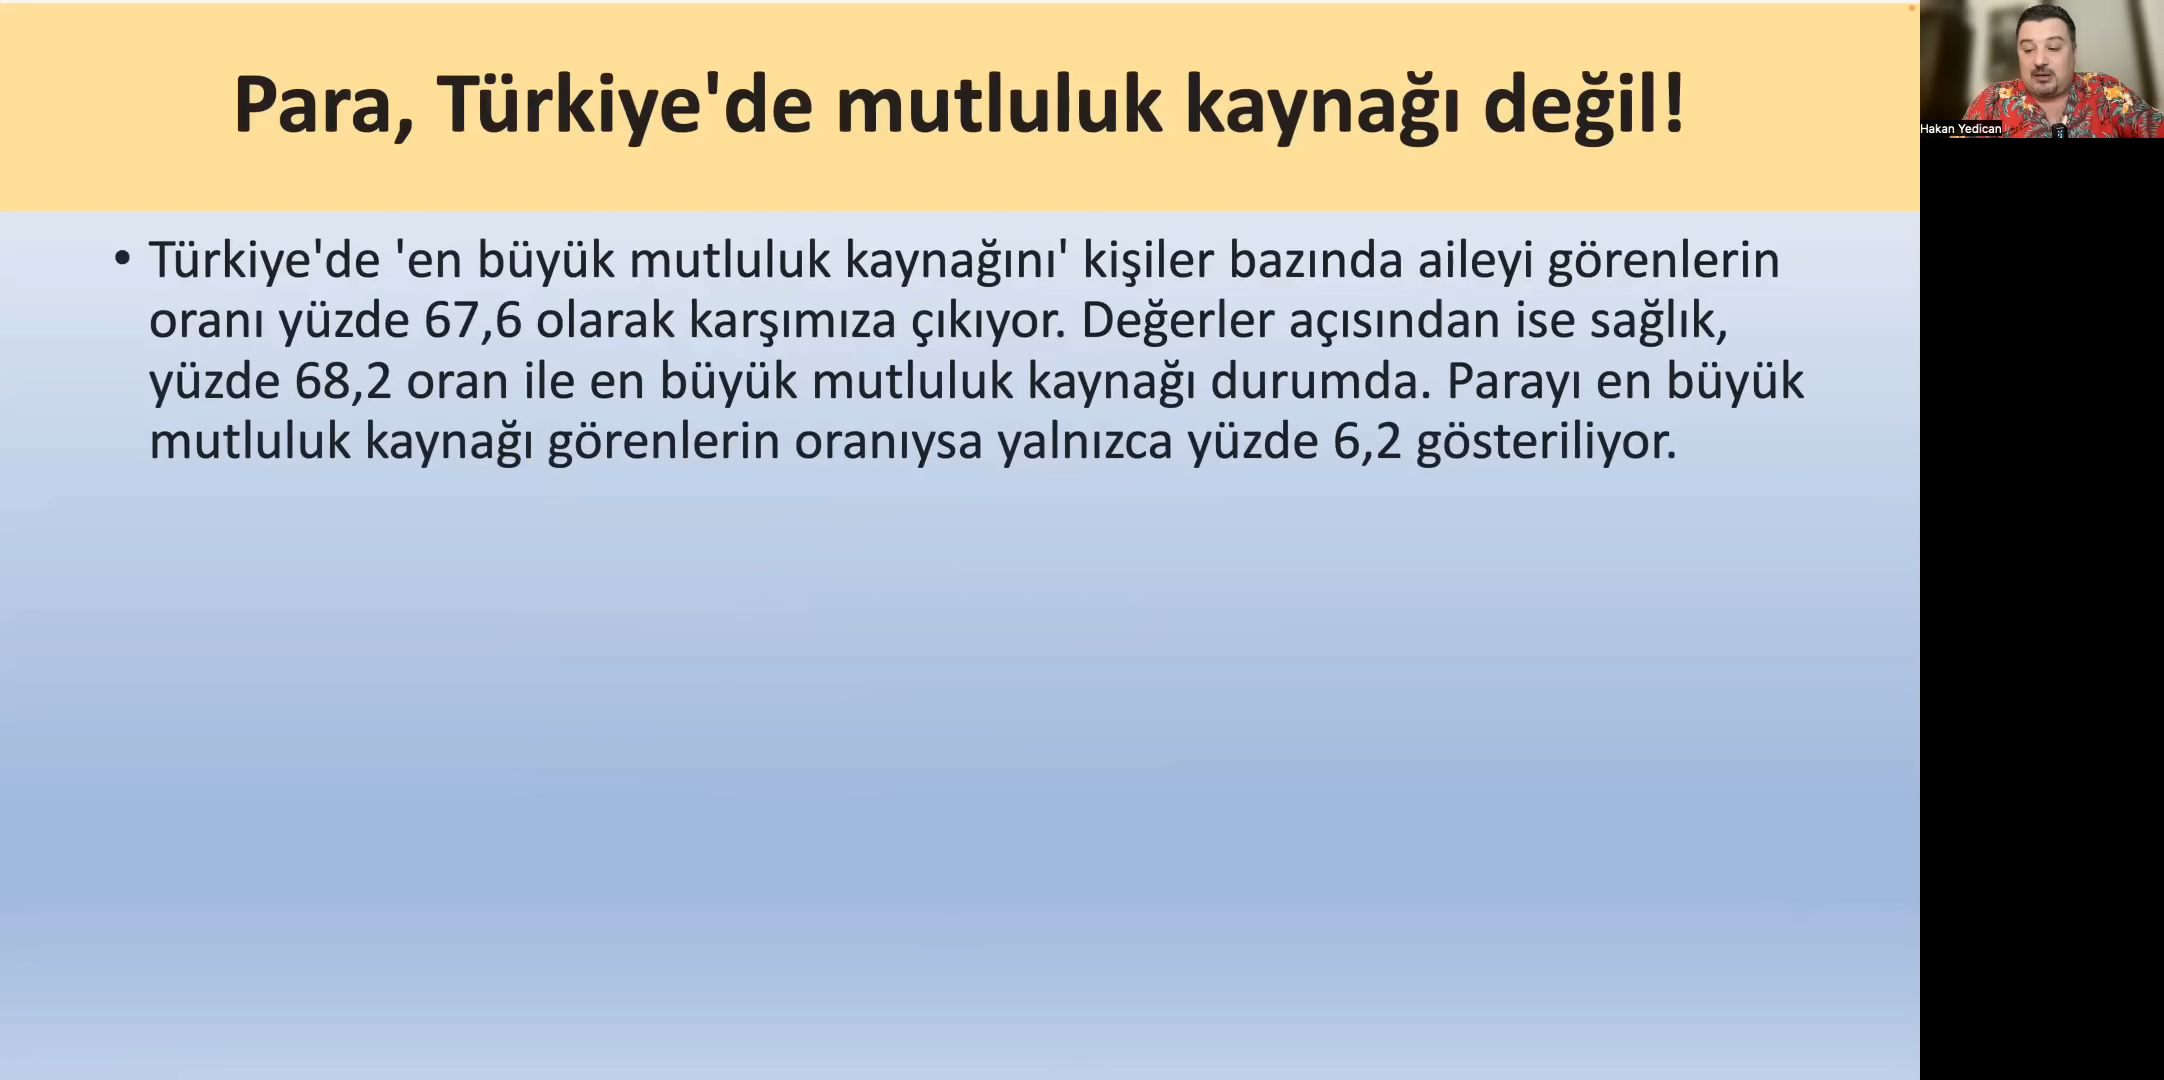 Para, Türkiye'de mutluluk kaynağı değil!
• Türkiye'de 'en büyük mutluluk kaynağını' kişiler bazında aileyi görenlerin
oranı yüzde 67,6 olarak karşımıza çıkıyor. Değerler açısından ise sağlık,
yüzde 68,2 oran ile en büyük mutluluk kaynağı durumda. Parayı en büyük
mutluluk kaynağı görenlerin oranıysa yalnızca yüzde 6,2 gösteriliyor.
Hakan Yedican